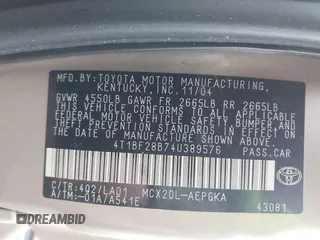 MFD. BY: TOYOTA MOTOR MANUFACTURING,
KENTUCKY, INC. 11/04
GVWR 4550LB GAWR FR 2665LB RR 2665LB
THIS VEHICLE CONFORMS TO ALL APPLICABLE
FEDERAL MOTOR VEHICLE SAFETY, BUMPER, AND
THEFT PREVENTION STANDARDS IN EFFECT ON
THE DATE OF MANUFACTURE SHOWN ABOVE.
4T1BF28B74U389576 PASS. CAR
C/TR:4Q2/LA01 MCX20L-AEPGKA
A/TM:-01A/A541E
43081